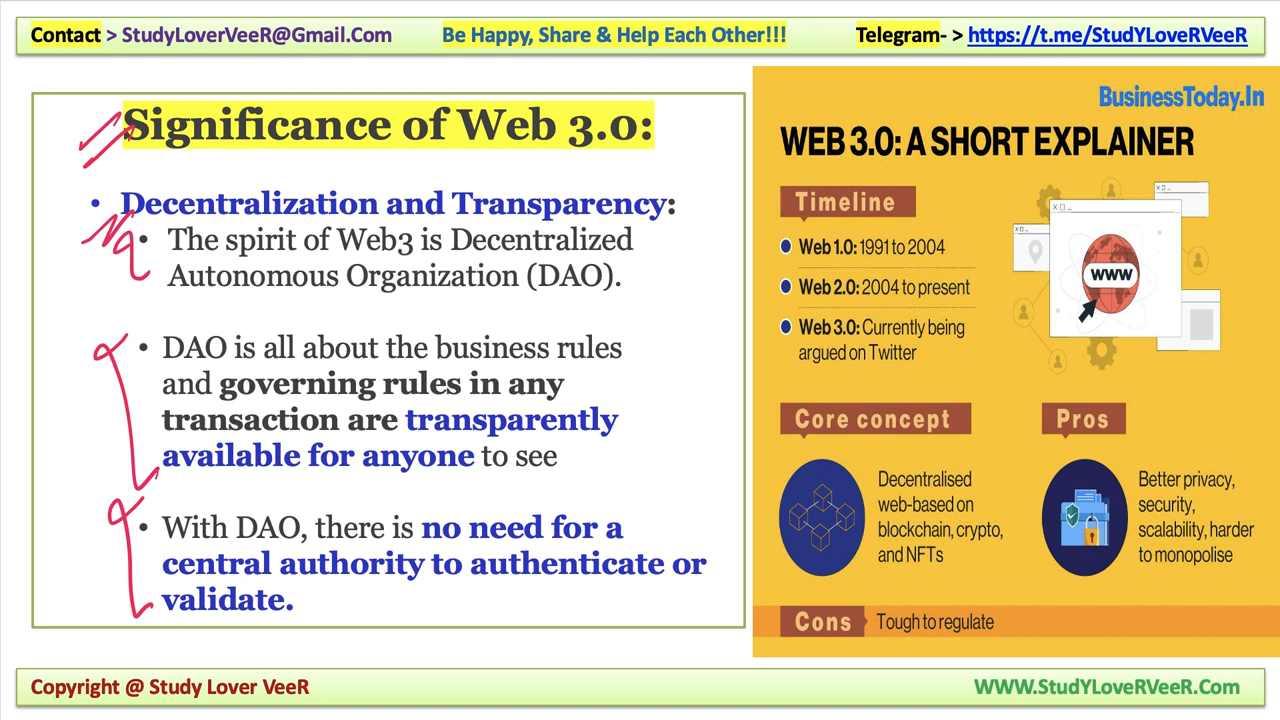 Contact > StudyLoverVeeR@Gmail.Com Be Happy, Share & Help Each Other!!! Telegram- > https://t.me/StudYLoveRVeeR
Significance of Web 3.0:
• Decentralization and Transparency:
• The spirit of Web3 is Decentralized
Autonomous Organization (DAO).
• DAO is all about the business rules
and governing rules in any
transaction are transparently
available for anyone to see
• With DAO, there is no need for a
central authority to authenticate or
validate.
BusinessToday.In
WEB 3.0: A SHORT EXPLAINER
Timeline
Web 1.0: 1991 to 2004
Web 2.0: 2004 to present
Web 3.0: Currently being
argued on Twitter
WWW
Core concept
Decentralised
web-based on
blockchain, crypto,
and NFTs
Pros
Better privacy,
security,
scalability, harder
to monopolise
Cons
Tough to regulate
Copyright @ Study Lover VeeR
WWW.StudYLoveRVeeR.Com